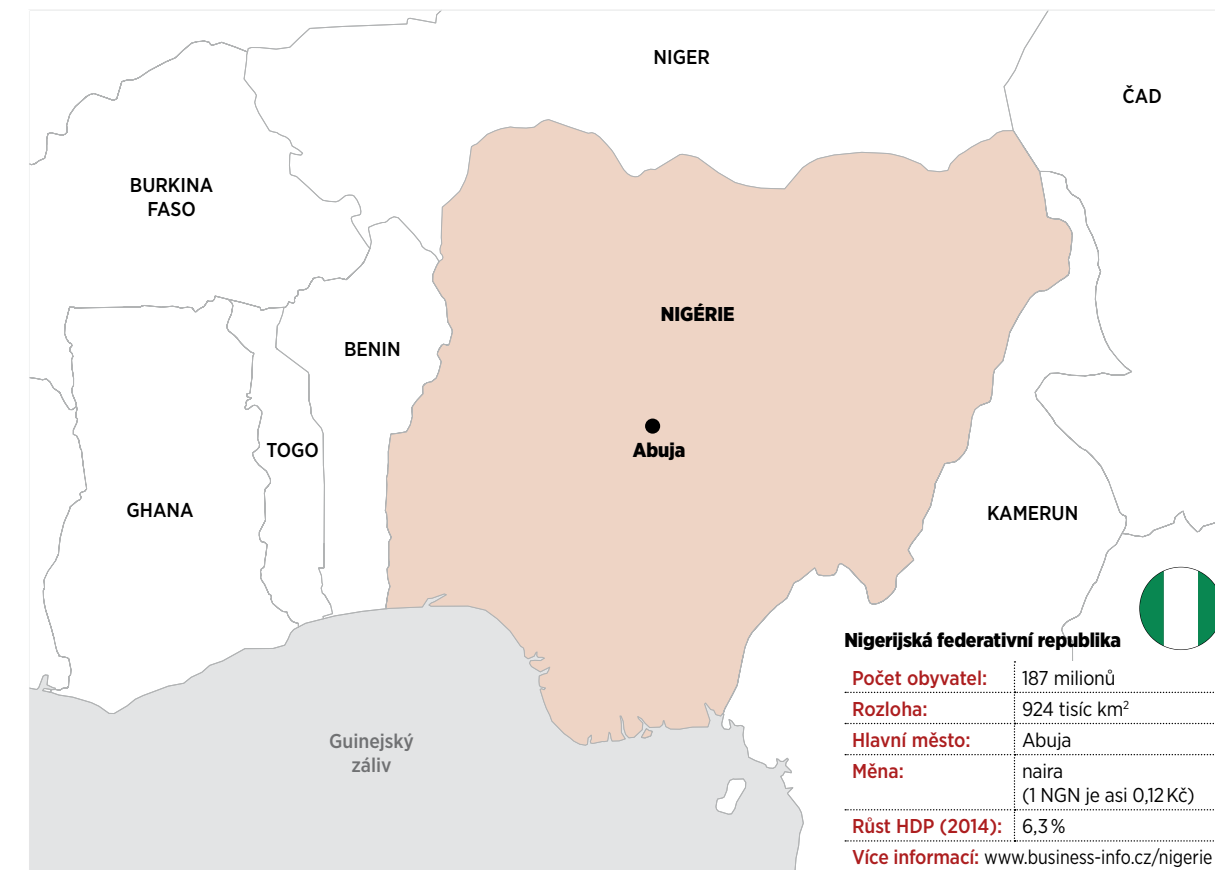 NIGER
ČAD
BURKINA
FASO
NIGÉRIE
BENIN
Abuja
TOGO
GHANA
KAMERUN
Guinejský
záliv
Nigerijská federativní republika
Počet obyvatel: 187 milionů
Rozloha: 924 tisíc km²
Hlavní město: Abuja
Měna: naira
(1 NGN je asi 0,12 Kč)
Růst HDP (2014): 6,3 %
Více informací: www.business-info.cz/nigerie